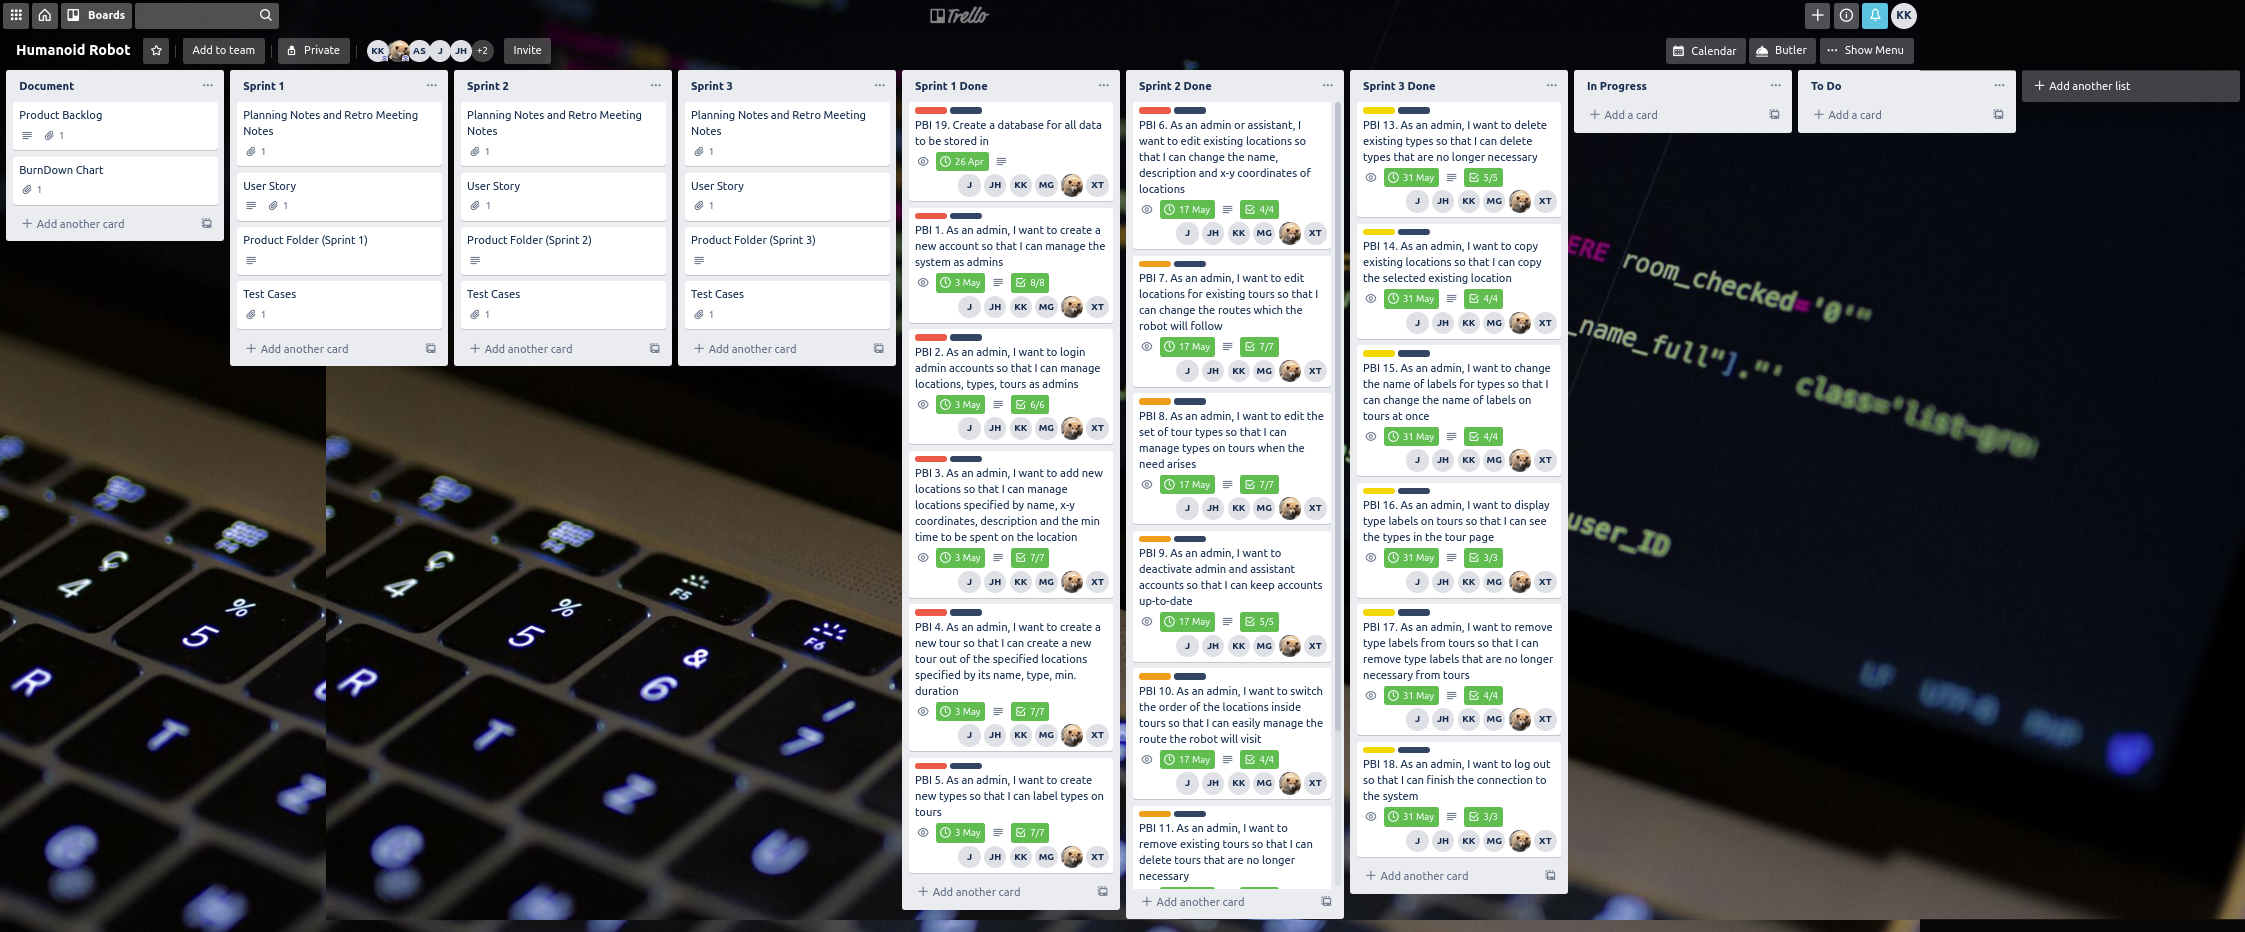 Boards
Trello
KK
Humanoid Robot
Add to team
Private
KK AS J JH +2
Invite
Calendar
Butler
Show Menu
Document
Product Backlog
1
BurnDown Chart
1
Add another card
Sprint 1
Planning Notes and Retro Meeting
Notes
1
User Story
1
Product Folder (Sprint 1)
Test Cases
1
Add another card
Sprint 2
Planning Notes and Retro Meeting
Notes
1
User Story
1
Product Folder (Sprint 2)
Test Cases
1
Add another card
Sprint 3
Planning Notes and Retro Meeting
Notes
1
User Story
1
Product Folder (Sprint 3)
Test Cases
1
Add another card
Sprint 1 Done
PBI 19. Create a database for all data
to be stored in
26 Apr
J JH KK MG XT
PBI 1. As an admin, I want to create a
new account so that I can manage the
system as admins
3 May 8/8
J JH KK MG XT
PBI 2. As an admin, I want to login
admin accounts so that I can manage
locations, types, tours as admins
3 May 6/6
J JH KK MG XT
PBI 3. As an admin, I want to add new
locations so that I can manage
locations specified by name, x-y
coordinates, description and the min
time to be spent on the location
3 May 7/7
J JH KK MG XT
PBI 4. As an admin, I want to create a
new tour so that I can create a new
tour out of the specified locations
specified by its name, type, min.
duration
3 May 7/7
J JH KK MG XT
PBI 5. As an admin, I want to create
new types so that I can label types on
tours
3 May 7/7
J JH KK MG XT
Add another card
Sprint 2 Done
PBI 6. As an admin or assistant, I
want to edit existing locations so
that I can change the name,
description and x-y coordinates of
locations
17 May 4/4
J JH KK MG XT
PBI 7. As an admin, I want to edit
locations for existing tours so that I
can change the routes which the
robot will follow
17 May 7/7
J JH KK MG XT
PBI 8. As an admin, I want to edit the
set of tour types so that I can
manage types on tours when the
need arises
17 May 7/7
J JH KK MG XT
PBI 9. As an admin, I want to
deactivate admin and assistant
accounts so that I can keep accounts
up-to-date
17 May 5/5
J JH KK MG XT
PBI 10. As an admin, I want to switch
the order of the locations inside
tours so that I can easily manage the
route the robot will visit
17 May 4/4
J JH KK MG XT
PBI 11. As an admin, I want to
remove existing tours so that I can
delete tours that are no longer
necessary
Add another card
Sprint 3 Done
PBI 13. As an admin, I want to delete
existing types so that I can delete
types that are no longer necessary
31 May 5/5
J JH KK MG XT
PBI 14. As an admin, I want to copy
existing locations so that I can copy
the selected existing location
31 May 4/4
J JH KK MG XT
PBI 15. As an admin, I want to change
the name of labels for types so that I
can change the name of labels on
tours at once
31 May 4/4
J JH KK MG XT
PBI 16. As an admin, I want to display
type labels on tours so that I can see
the types in the tour page
31 May 3/3
J JH KK MG XT
PBI 17. As an admin, I want to remove
type labels from tours so that I can
remove type labels that are no longer
necessary from tours
31 May 4/4
J JH KK MG XT
PBI 18. As an admin, I want to log out
so that I can finish the connection to
the system
31 May 3/3
J JH KK MG XT
Add another card
In Progress
Add a card
To Do
Add a card
Add another list
ERE room_checked='0'"
_name_full"]."' class='list-gro
user_ID
LF UTF-8 PHP
4
% 5
R
T
4
% 5
& 6
F5
F6
R
T
7